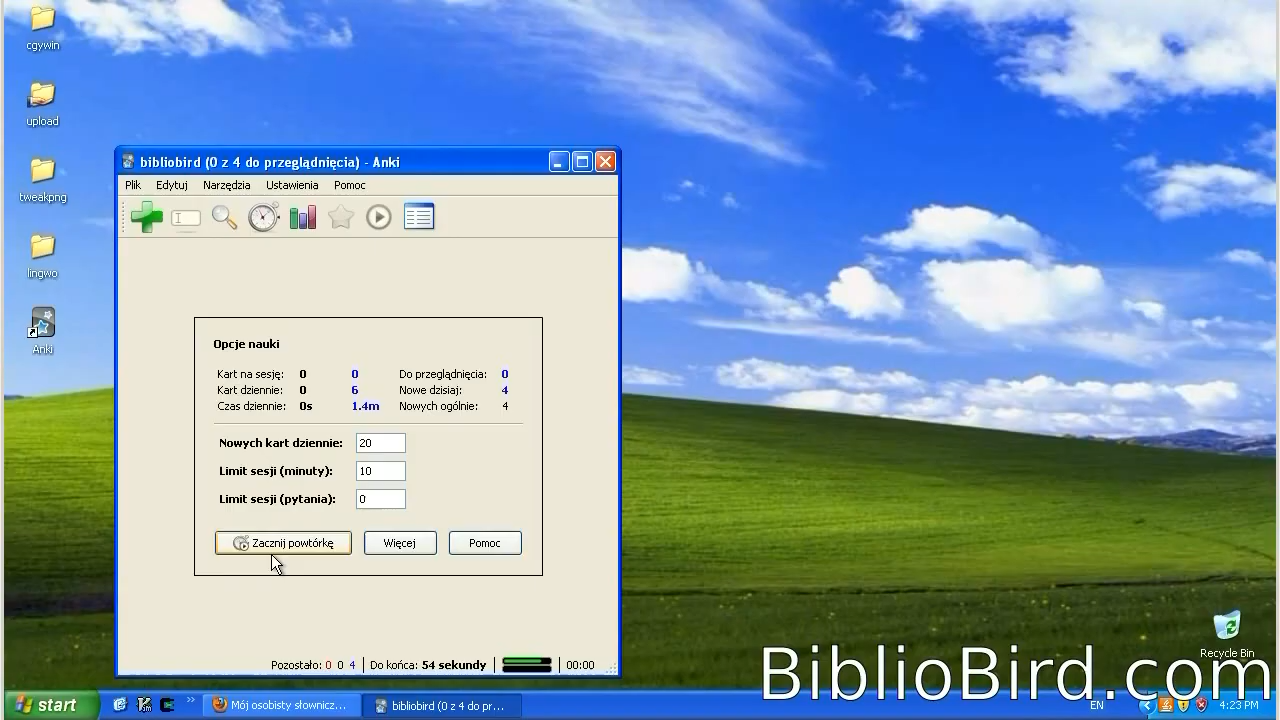 cgywin
upload
tweakpng
lingwo
Anki
bibliobird (0 z 4 do przeglądnięcia) - Anki
Plik Edytuj Narzędzia Ustawienia Pomoc
Opcje nauki
Kart na sesję: 0 0 Do przeglądnięcia: 0
Kart dziennie: 0 6 Nowe dzisiaj: 4
Czas dziennie: 0s 1.4m Nowych ogólnie: 4
Nowych kart dziennie: 20
Limit sesji (minuty): 10
Limit sesji (pytania): 0
Zacznij powtórkę Więcej Pomoc
Pozostało: 0 0 4 Do końca: 54 sekundy 00:00
Recycle Bin
BiblioBird.com
start Mój osobisty słownicz... bibliobird (0 z 4 do pr... EN 4:23 PM